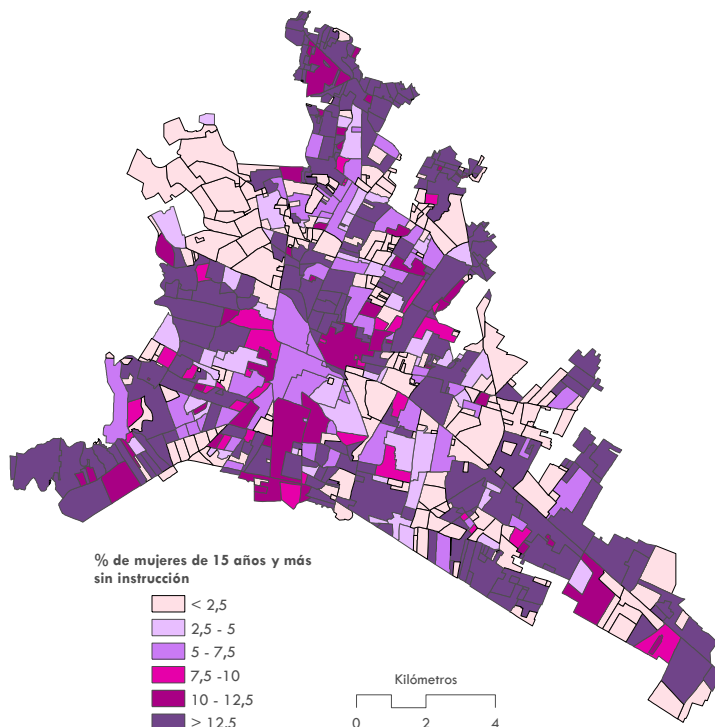 % de mujeres de 15 años y más
sin instrucción
< 2,5
2,5 - 5
5 - 7,5
7,5 -10
10 - 12,5
> 12,5
Kilómetros
0 2 4